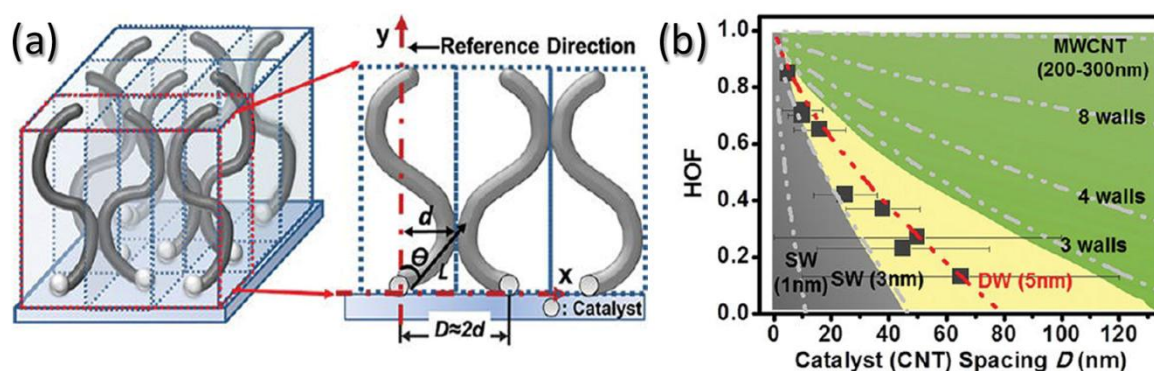 (a)
y
Reference Direction
d
θ
L
x
: Catalyst
D≈2d
(b)
HOF
1.0
0.8
0.6
0.4
0.2
0.0
MWCNT
(200-300nm)
8 walls
4 walls
3 walls
SW
(1nm)
SW (3nm)
DW (5nm)
0 20 40 60 80 100 120
Catalyst (CNT) Spacing D (nm)